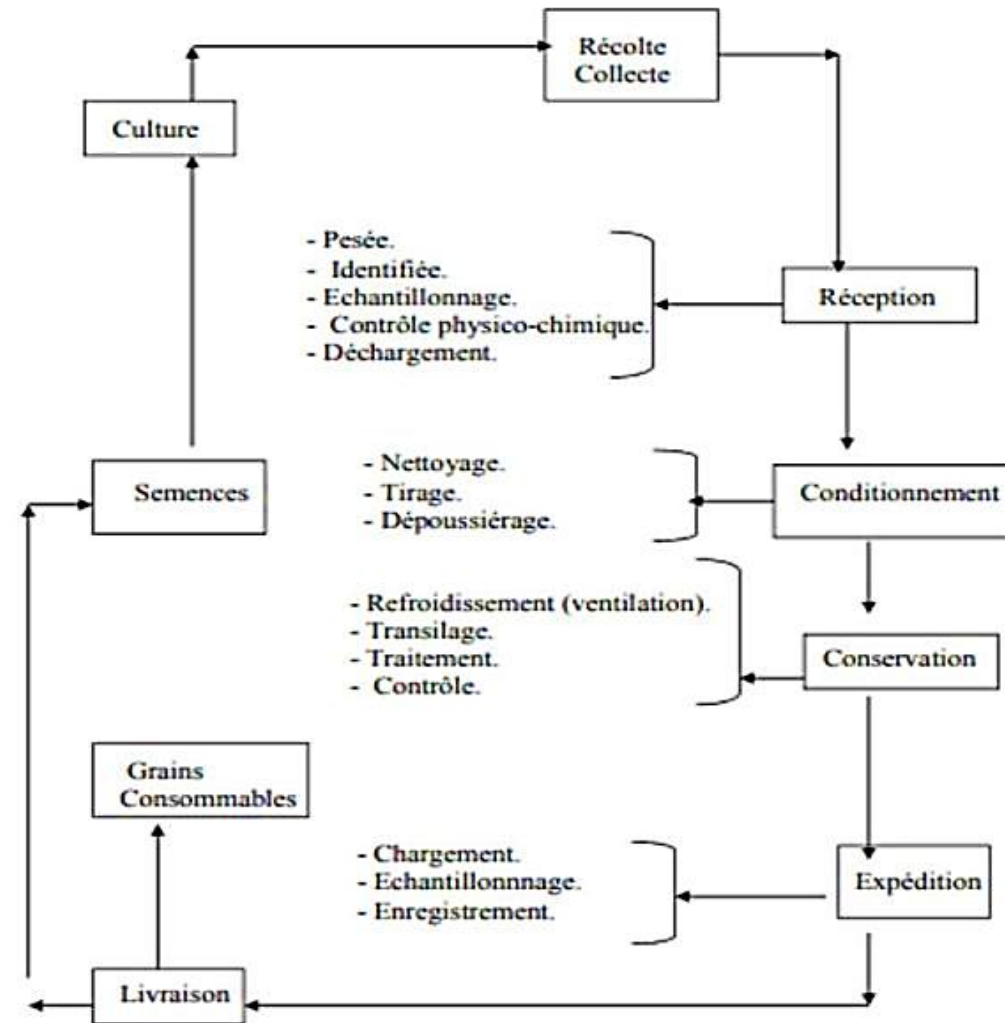 Récolte
Collecte
Culture
- Pesée.
- Identifiée.
- Echantillonnage.
- Contrôle physico-chimique.
- Déchargement.
Réception
Semences
- Nettoyage.
- Tirage.
- Dépoussiérage.
Conditionnement
- Refroidissement (ventilation).
- Transilage.
- Traitement.
- Contrôle.
Conservation
Grains
Consommables
- Chargement.
- Echantillonnnage.
- Enregistrement.
Expédition
Livraison